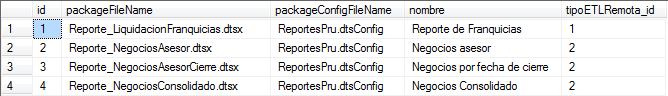 id packageFileName packageConfigFileName nombre tipoETLRemota_id
1 1 Reporte_LiquidacionFranquicias.dtsx ReportesPru.dtsConfig Reporte de Franquicias 1
2 2 Reporte_NegociosAsesor.dtsx ReportesPru.dtsConfig Negocios asesor 2
3 3 Reporte_NegociosAsesorCierre.dtsx ReportesPru.dtsConfig Negocios por fecha de cierre 2
4 4 Reporte_NegociosConsolidado.dtsx ReportesPru.dtsConfig Negocios Consolidado 2